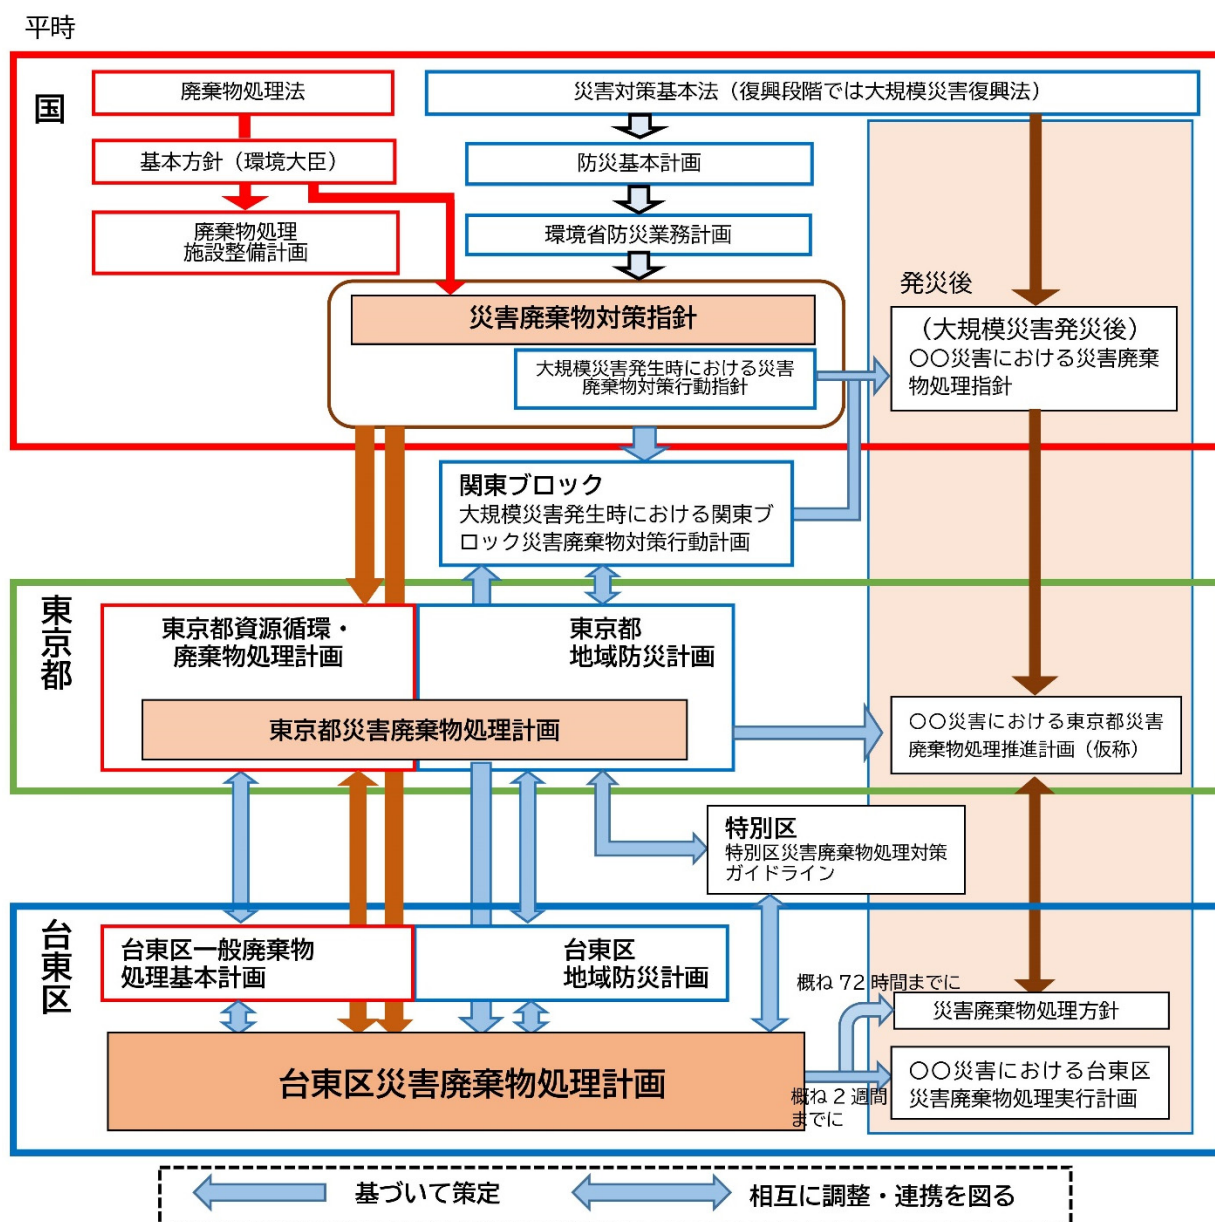 平時
国
廃棄物処理法
災害対策基本法（復興段階では大規模災害復興法）
基本方針（環境大臣）
防災基本計画
廃棄物処理
施設整備計画
環境省防災業務計画
発災後
災害廃棄物対策指針
大規模災害発生時における災害
廃棄物対策行動指針
（大規模災害発生後）
〇〇災害における災害廃棄
物処理指針
関東ブロック
大規模災害発生時における関東ブ
ロック災害廃棄物対策行動計画
東京都
東京都資源循環・
廃棄物処理計画
東京都
地域防災計画
東京都災害廃棄物処理計画
〇〇災害における東京都災害
廃棄物処理推進計画（仮称）
特別区
特別区災害廃棄物処理対策
ガイドライン
台東区
台東区一般廃棄物
処理基本計画
台東区
地域防災計画
概ね 72 時間までに
災害廃棄物処理方針
台東区災害廃棄物処理計画
概ね 2 週間
までに
〇〇災害における台東区
災害廃棄物処理実行計画
基づいて策定
相互に調整・連携を図る